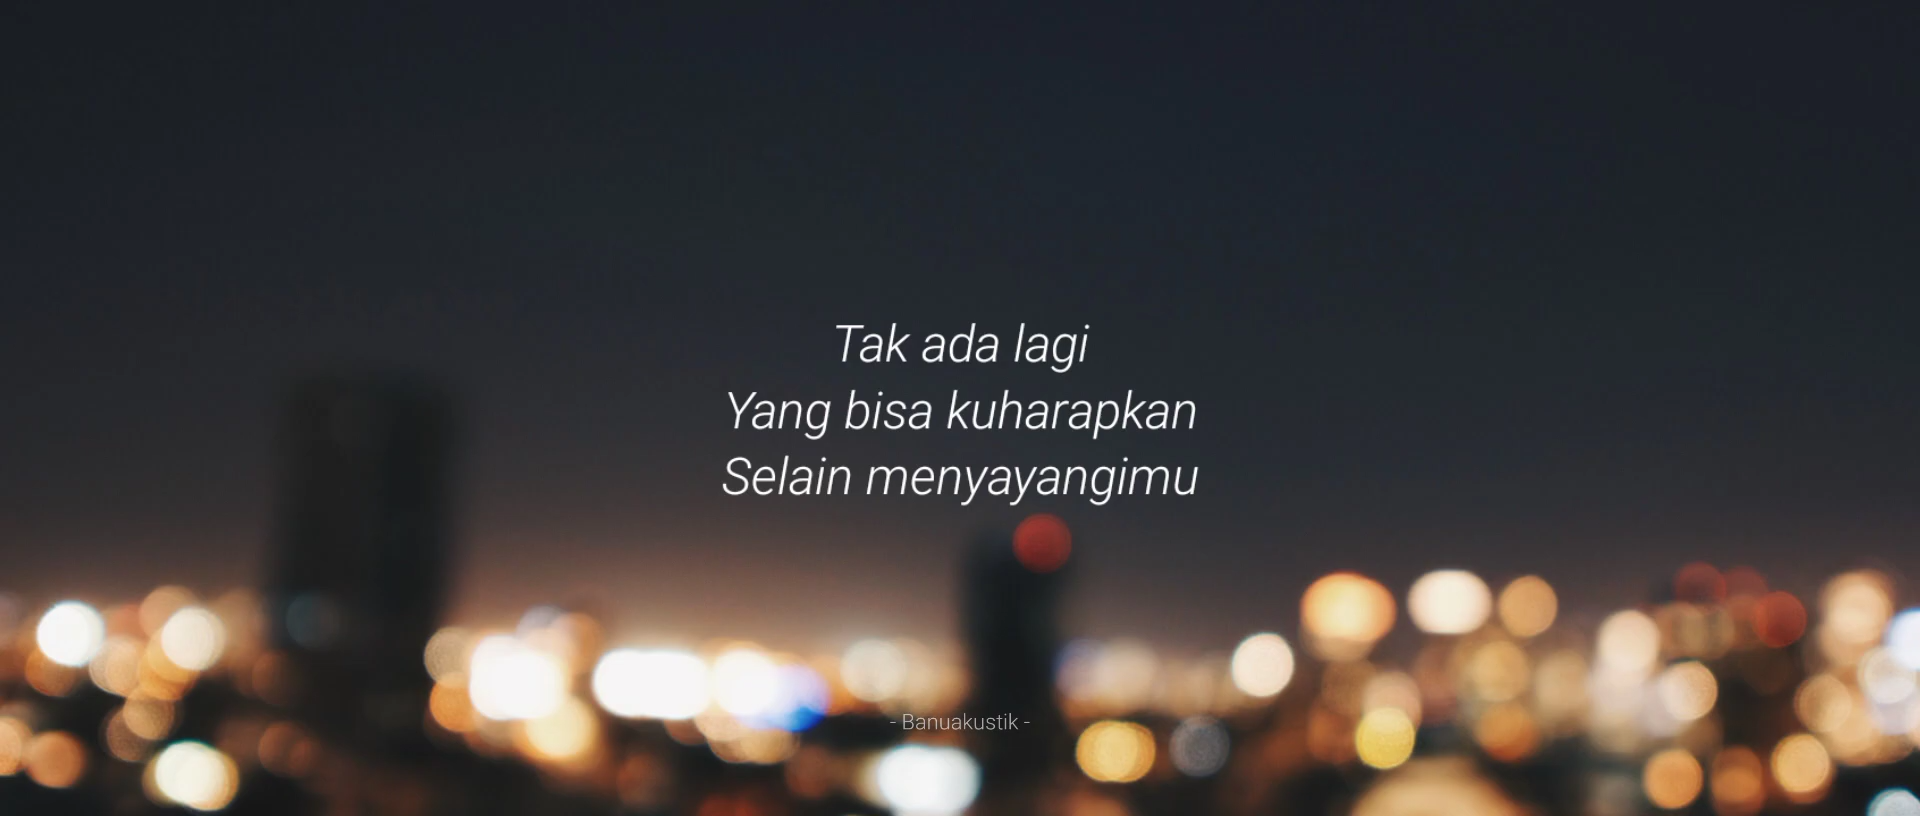 Tak ada lagi
Yang bisa kuharapkan
Selain menyayangimu
- Banuakustik -